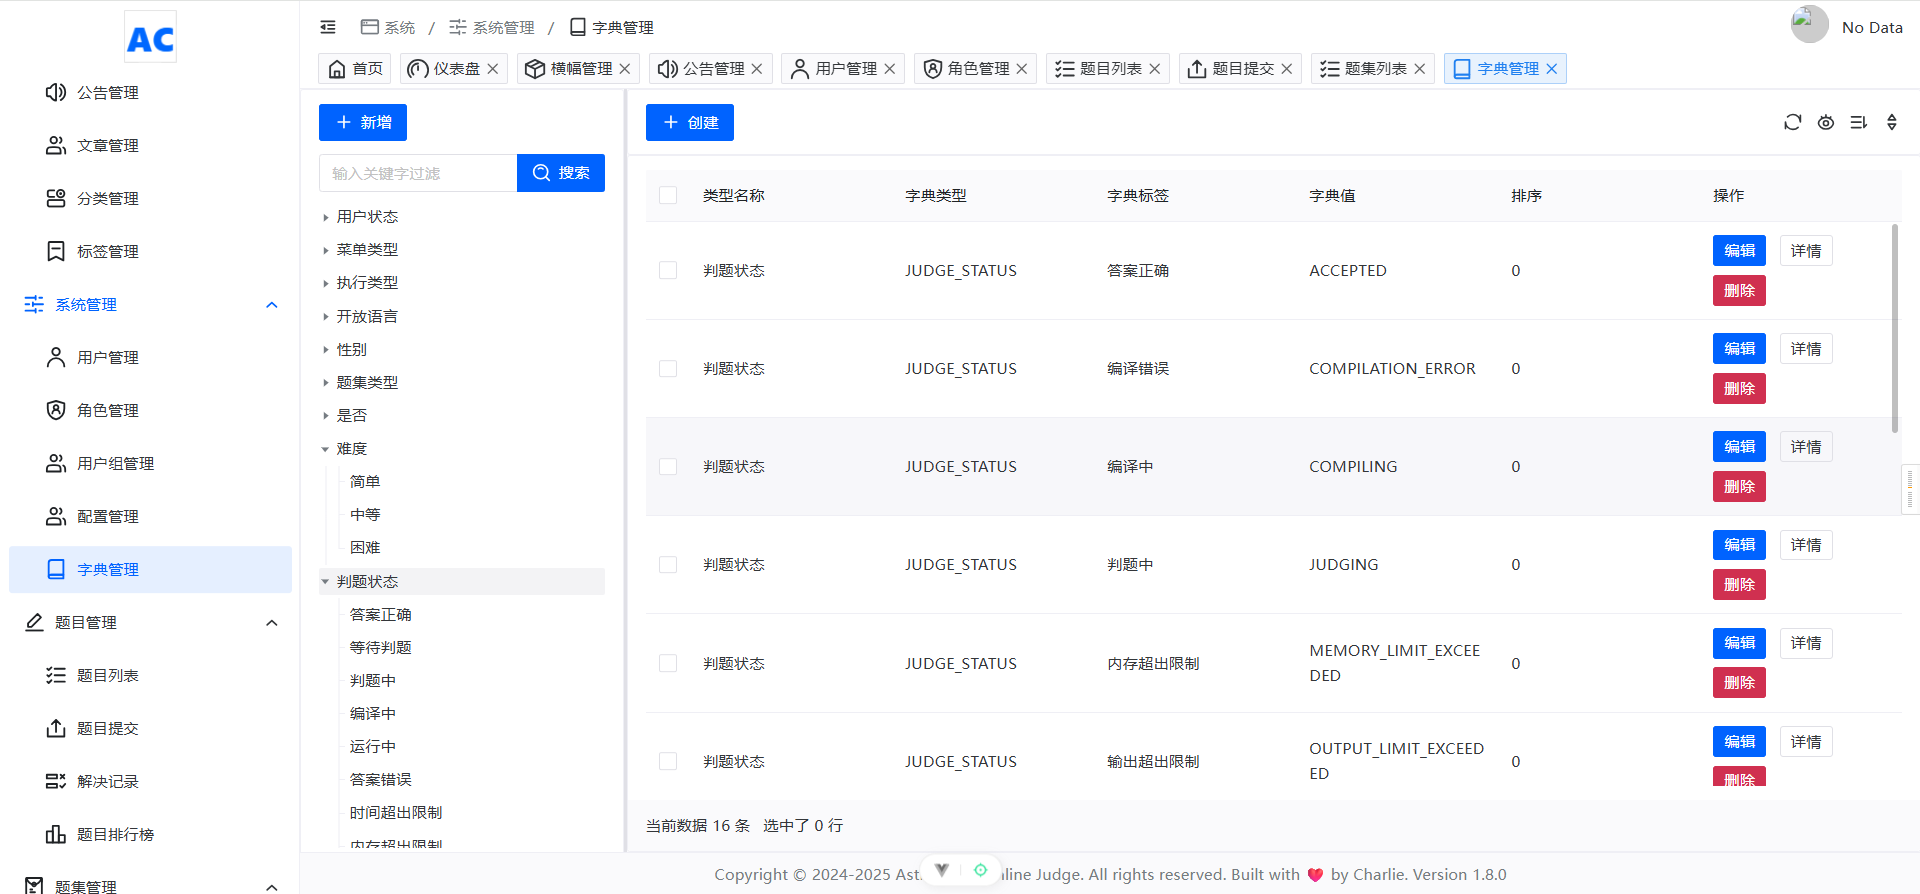 AC
公告管理
文章管理
分类管理
标签管理
系统管理
用户管理
角色管理
用户组管理
配置管理
字典管理
题目管理
题目列表
题目提交
解决记录
题目排行榜
题集管理
系统 / 系统管理 / 字典管理
No Data
首页 仪表盘 横幅管理 公告管理 用户管理 角色管理 题目列表 题目提交 题集列表 字典管理
新增
输入关键字过滤 搜索
用户状态
菜单类型
执行类型
开放语言
性别
题集类型
是否
难度
简单
中等
困难
判题状态
答案正确
等待判题
判题中
编译中
运行中
答案错误
时间超出限制
内存超出限制
创建
类型名称 字典类型 字典标签 字典值 排序 操作
判题状态 JUDGE_STATUS 答案正确 ACCEPTED 0 编辑 详情
删除
判题状态 JUDGE_STATUS 编译错误 COMPILATION_ERROR 0 编辑 详情
删除
判题状态 JUDGE_STATUS 编译中 COMPILING 0 编辑 详情
删除
判题状态 JUDGE_STATUS 判题中 JUDGING 0 编辑 详情
删除
判题状态 JUDGE_STATUS 内存超出限制 MEMORY_LIMIT_EXCEE
DED 0 编辑 详情
删除
判题状态 JUDGE_STATUS 输出超出限制 OUTPUT_LIMIT_EXCEED
ED 0 编辑 详情
删除
当前数据 16 条 选中了 0 行
Copyright © 2024-2025 Judge. All rights reserved. Built with ❤ by Charlie. Version 1.8.0